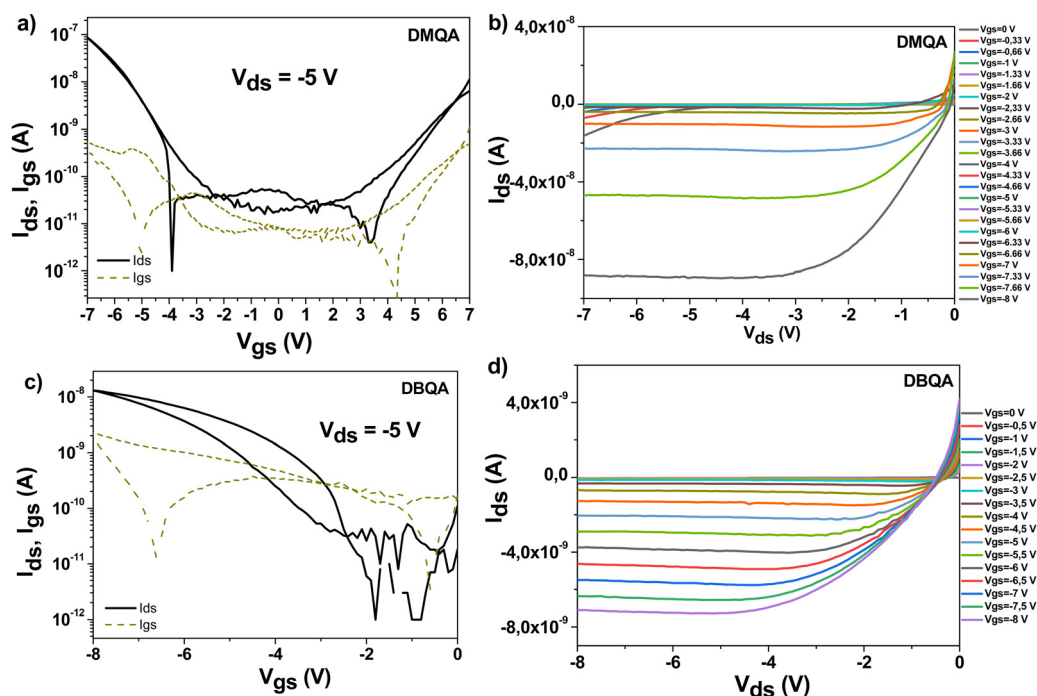 a)
DMQA
V_ds = -5 V
I_ds, I_gs (A)
10^-7
10^-8
10^-9
10^-10
10^-11
10^-12
Ids
Igs
-7 -6 -5 -4 -3 -2 -1 0 1 2 3 4 5 6 7
V_gs (V)
b)
DMQA
I_ds (A)
4,0x10^-8
0,0
-4,0x10^-8
-8,0x10^-8
-7 -6 -5 -4 -3 -2 -1 0
V_ds (V)
Vgs=0 V
Vgs=-0,33 V
Vgs=-0,66 V
Vgs=-1 V
Vgs=-1.33 V
Vgs=-1.66 V
Vgs=-2 V
Vgs=-2,33 V
Vgs=-2.66 V
Vgs=-3 V
Vgs=-3.33 V
Vgs=-3.66 V
Vgs=-4 V
Vgs=-4.33 V
Vgs=-4.66 V
Vgs=-5 V
Vgs=-5.33 V
Vgs=-5.66 V
Vgs=-6 V
Vgs=-6.33 V
Vgs=-6.66 V
Vgs=-7 V
Vgs=-7.33 V
Vgs=-7.66 V
Vgs=-8 V
c)
DBQA
V_ds = -5 V
I_ds, I_gs (A)
10^-8
10^-9
10^-10
10^-11
10^-12
Ids
Igs
-8 -6 -4 -2 0
V_gs (V)
d)
DBQA
I_ds (A)
4,0x10^-9
0,0
-4,0x10^-9
-8,0x10^-9
-8 -7 -6 -5 -4 -3 -2 -1 0
V_ds (V)
Vgs=0 V
Vgs=-0,5 V
Vgs=-1 V
Vgs=-1,5 V
Vgs=-2 V
Vgs=-2,5 V
Vgs=-3 V
Vgs=-3,5 V
Vgs=-4 V
Vgs=-4,5 V
Vgs=-5 V
Vgs=-5,5 V
Vgs=-6 V
Vgs=-6,5 V
Vgs=-7 V
Vgs=-7,5 V
Vgs=-8 V